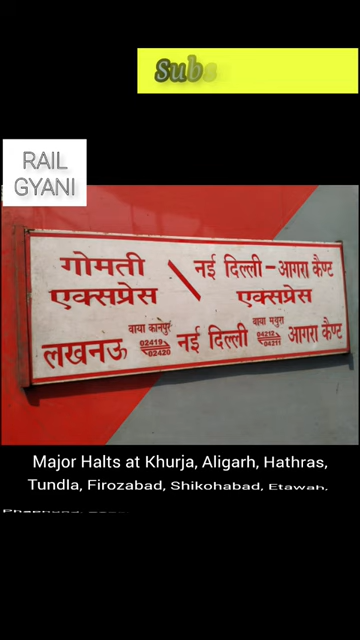 Subs
RAIL
GYANI
गोमती \ नई दिल्ली-आगरा कैण्ट
एक्सप्रेस एक्सप्रेस
लखनऊ वाया कानपुर 02419 02420 नई दिल्ली वाया मथुरा 04212 04211 आगरा कैण्ट
Major Halts at Khurja, Aligarh, Hathras,
Tundla, Firozabad, Shikohabad, Etawah,